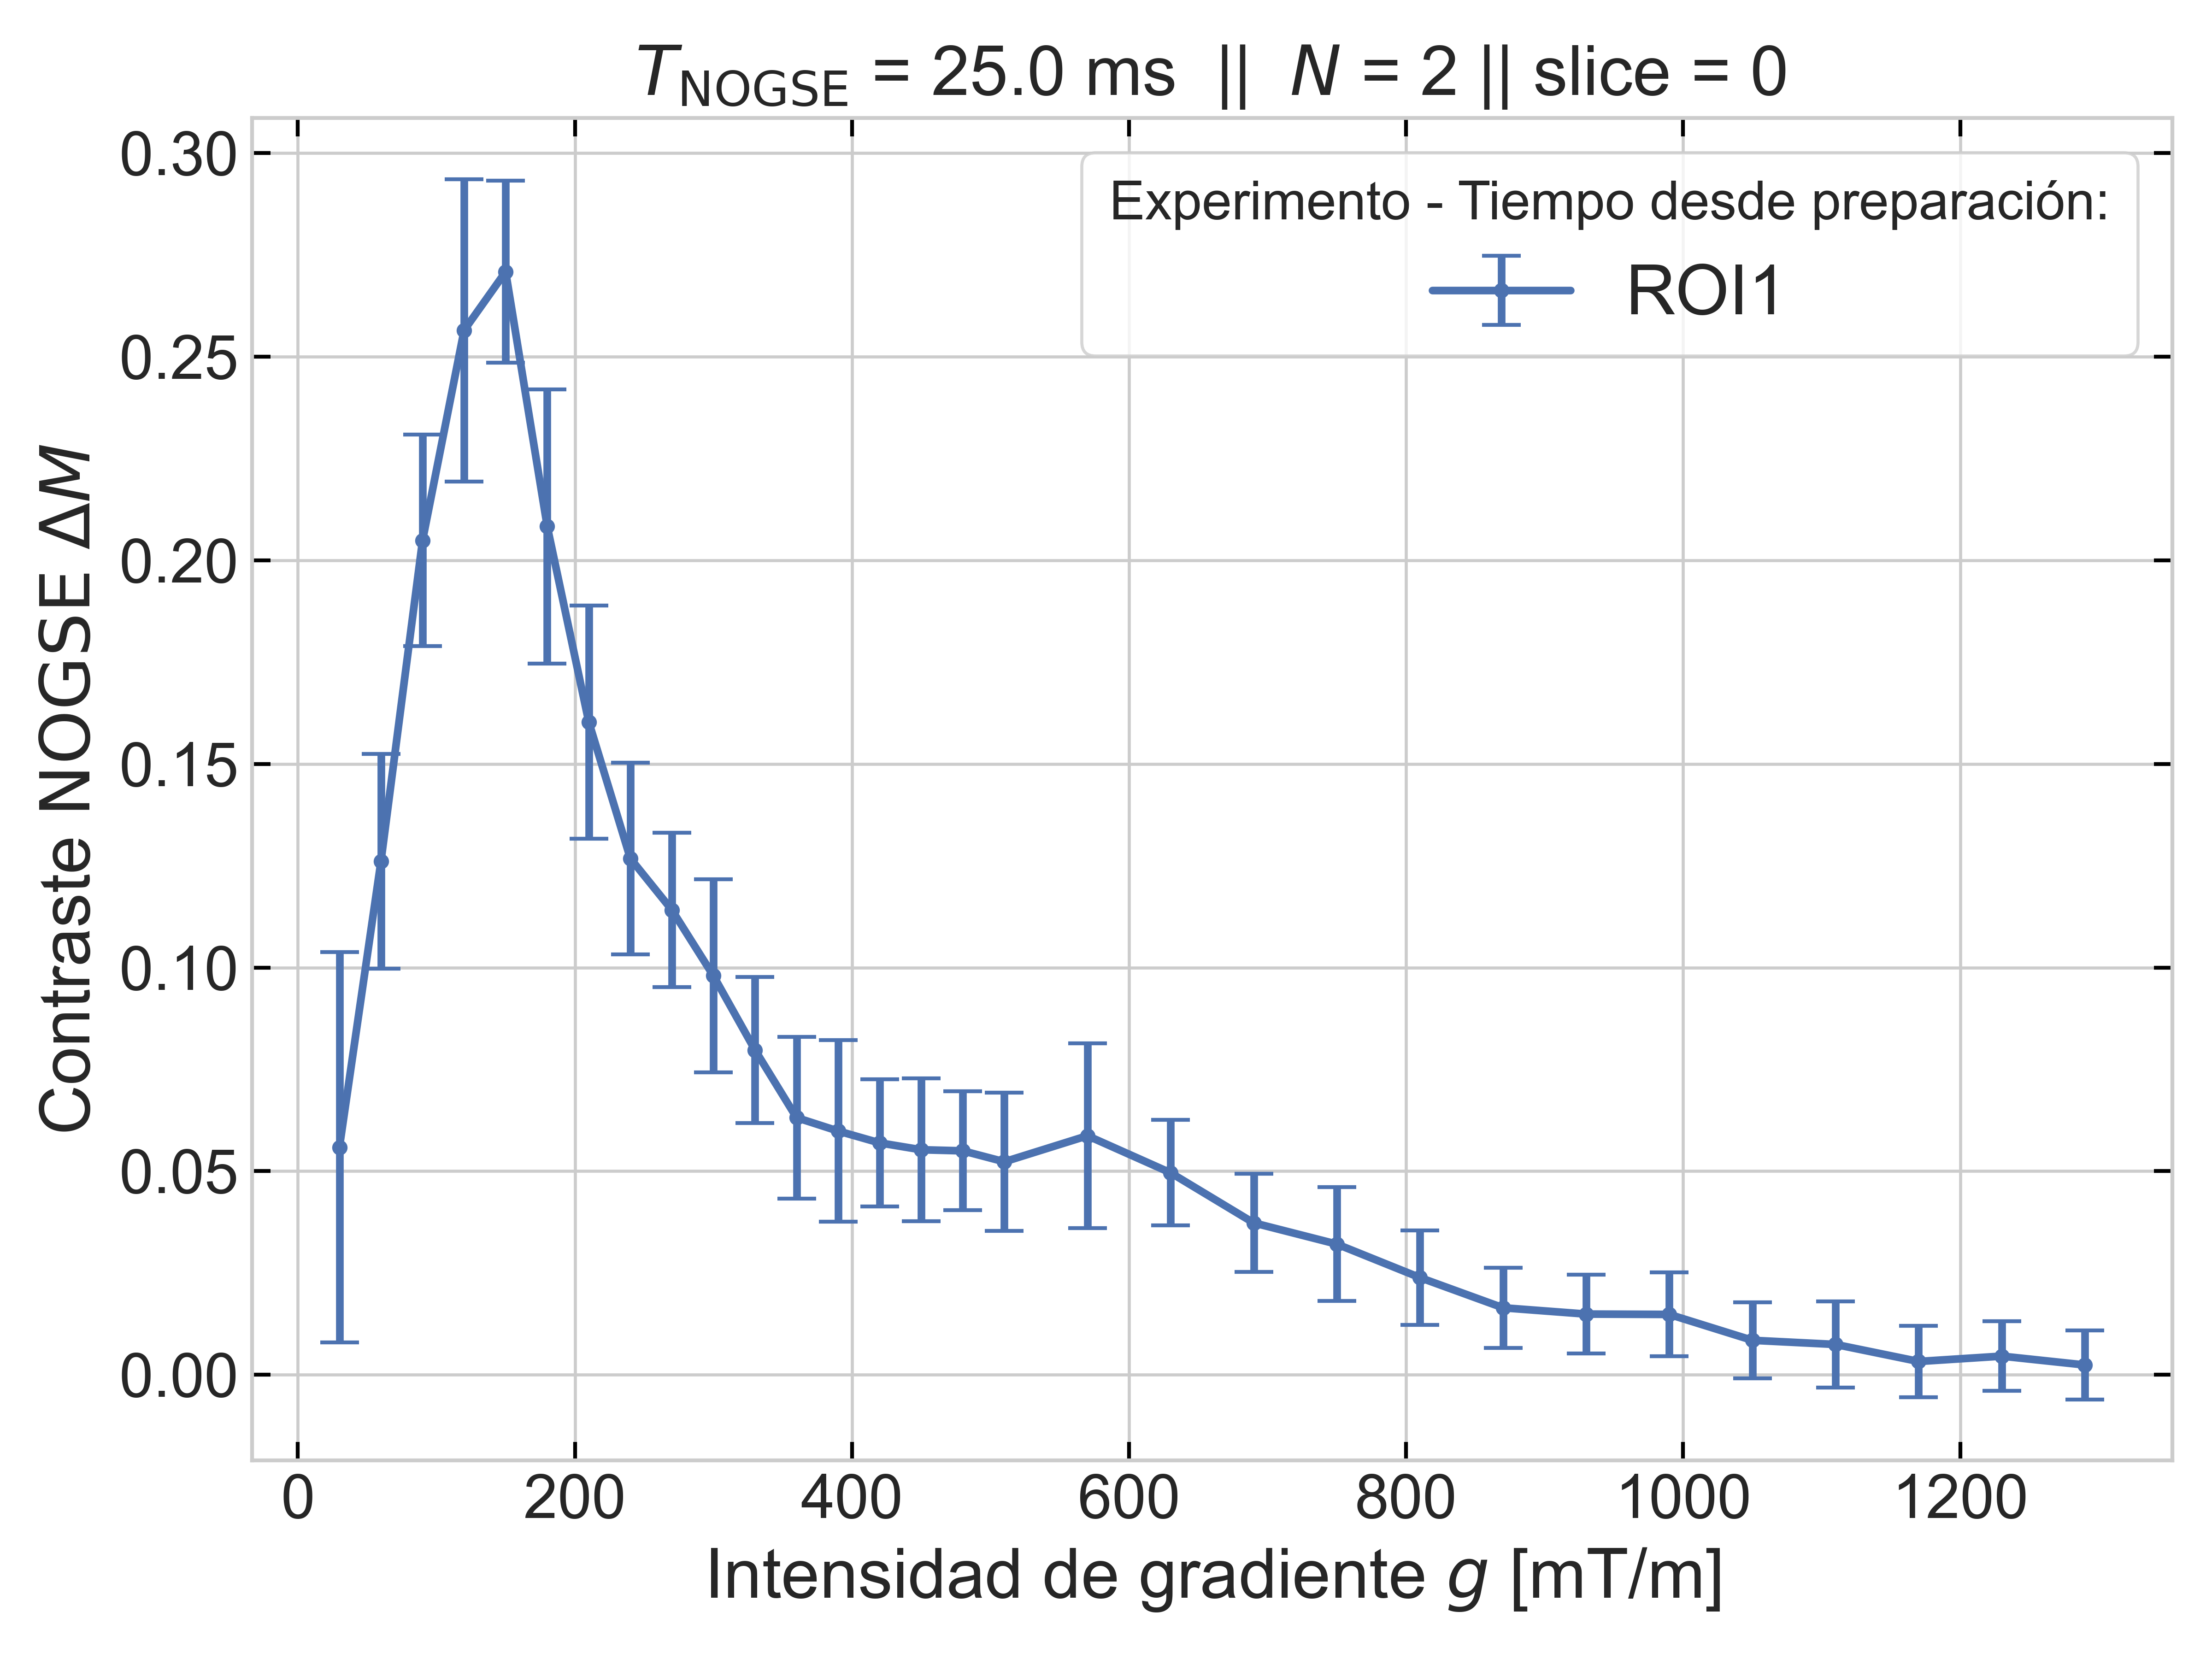 T_NOGSE = 25.0 ms || N = 2 || slice = 0
Experimento - Tiempo desde preparación:
ROI1
Contraste NOGSE ΔM
0.30
0.25
0.20
0.15
0.10
0.05
0.00
0 200 400 600 800 1000 1200
Intensidad de gradiente g [mT/m]